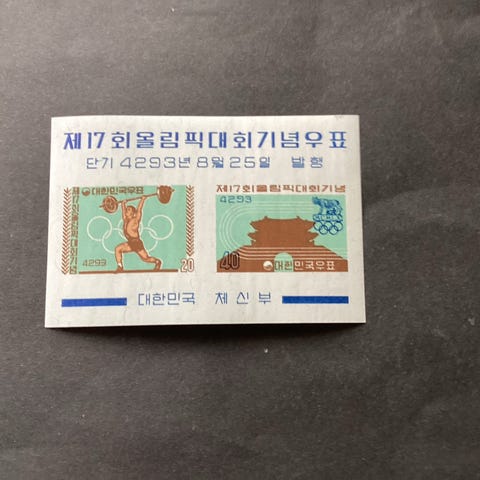 제17회올림픽대회기념우표
단기 4293년 8월 25일 발행
대한민국우표
제17회올림픽대회기념
4293
20
제17회올림픽대회기념
4293
40
대한민국우표
대한민국 체신부